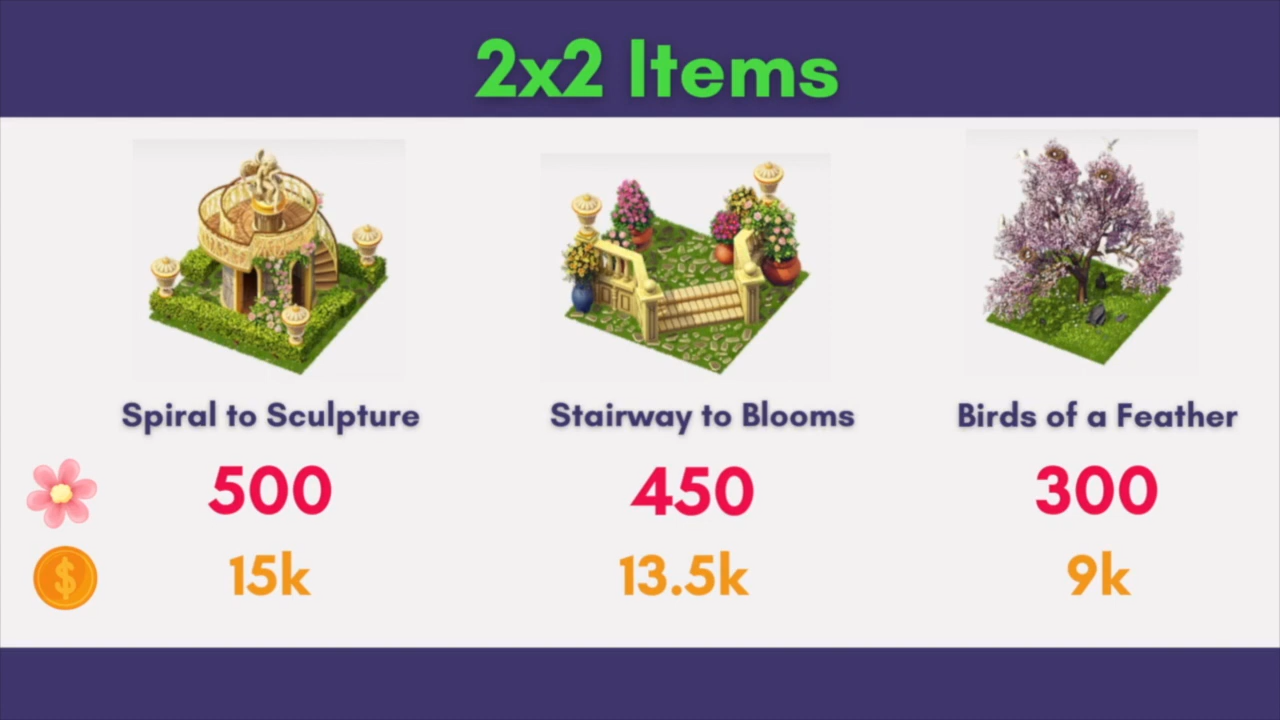 2x2 Items
Spiral to Sculpture
Stairway to Blooms
Birds of a Feather
500
450
300
$
15k
13.5k
9k